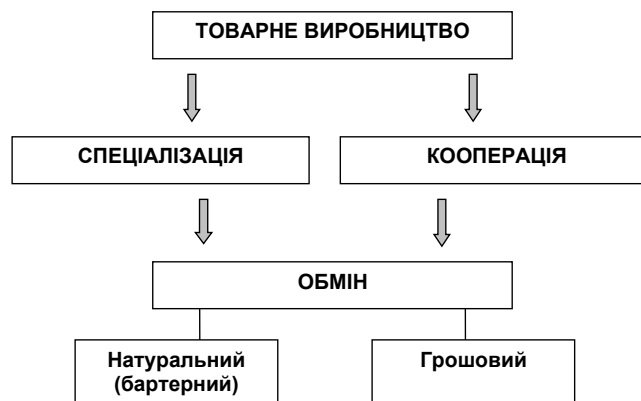 ТОВАРНЕ ВИРОБНИЦТВО
СПЕЦІАЛІЗАЦІЯ
КООПЕРАЦІЯ
ОБМІН
Натуральний
(бартерний)
Грошовий